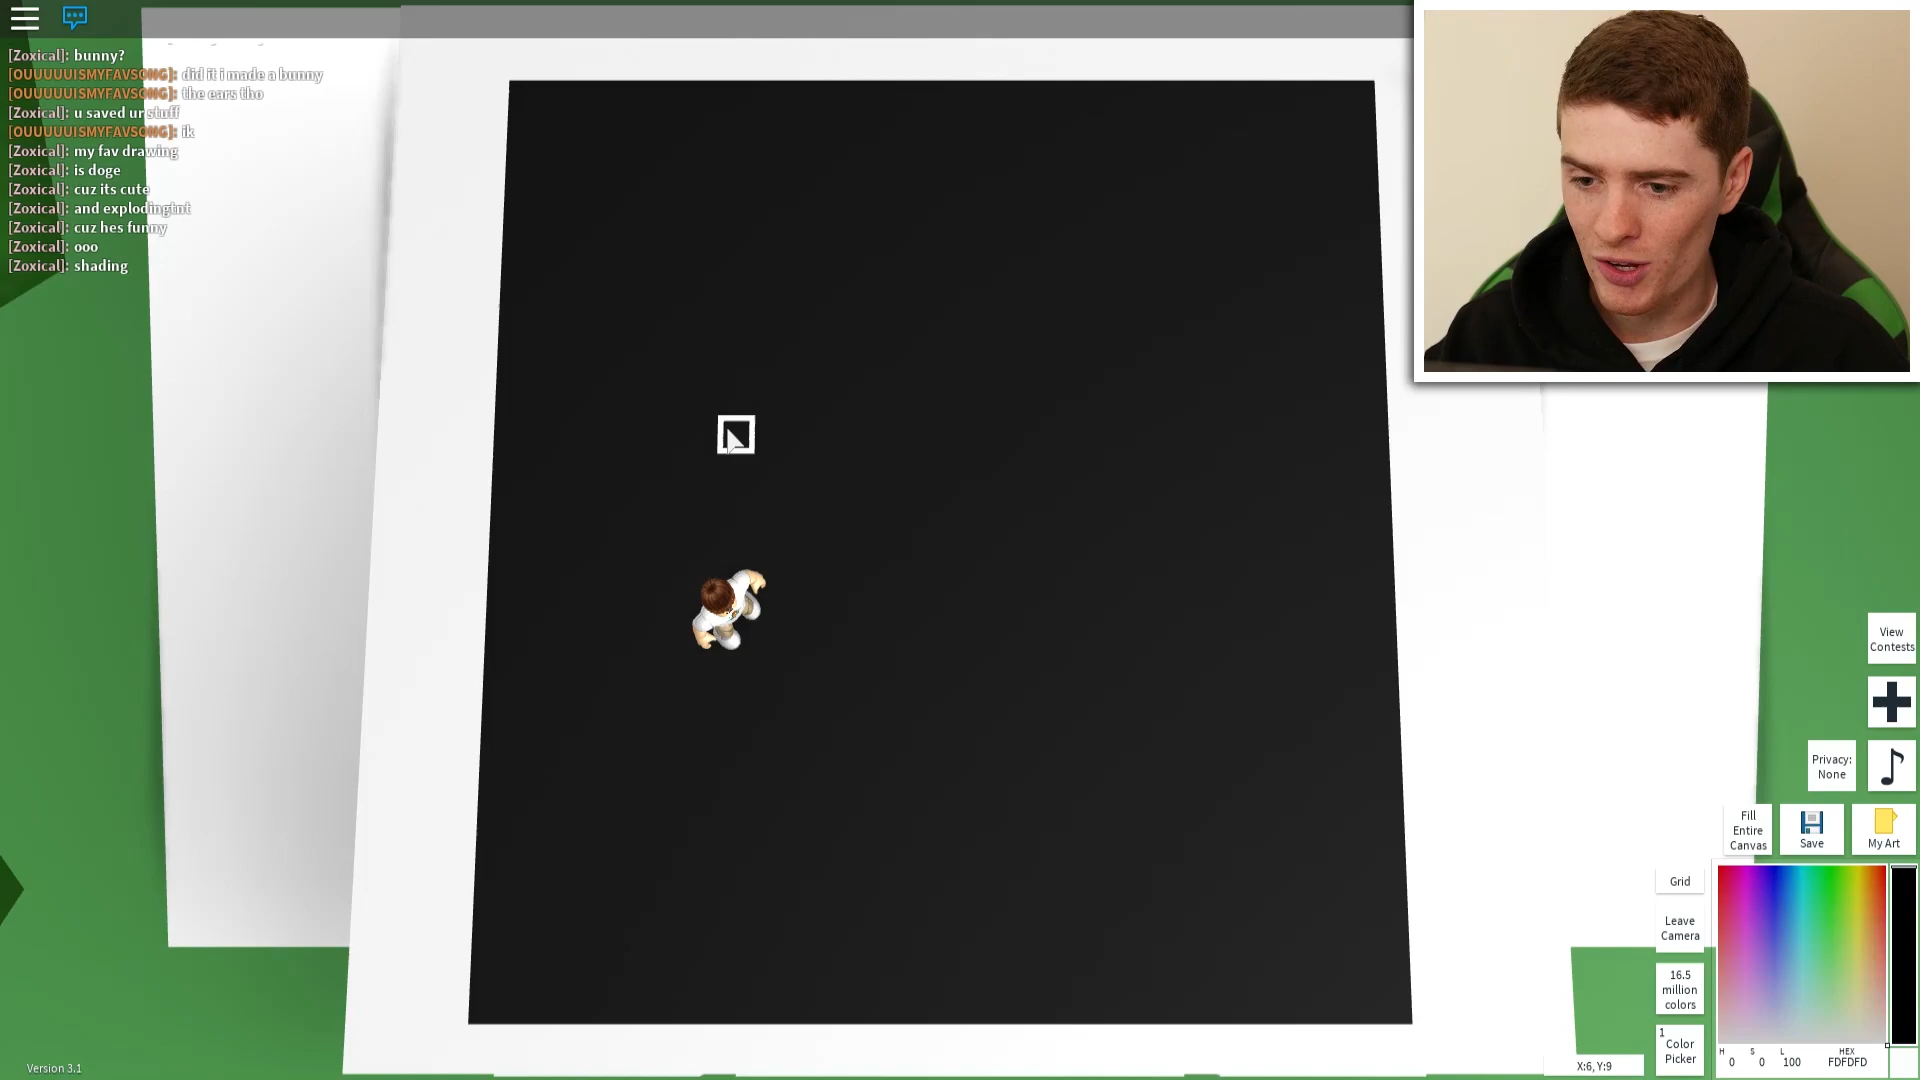 [Zoxical]: bunny?
[OUUUUUISMYFAVSONG]: did it i made a bunny
[OUUUUUISMYFAVSONG]: the ears tho
[Zoxical]: u saved ur stuff
[OUUUUUISMYFAVSONG]: ik
[Zoxical]: my fav drawing
[Zoxical]: is doge
[Zoxical]: cuz its cute
[Zoxical]: and explodingtnt
[Zoxical]: cuz hes funny
[Zoxical]: ooo
[Zoxical]: shading
View
Contests
Privacy:
None
Fill
Entire
Canvas
Save
My Art
Grid
Leave
Camera
16.5
million
colors
1
Color
Picker
H S L HEX
0 0 100 FDFDFD
X:6, Y:9
Version 3.1